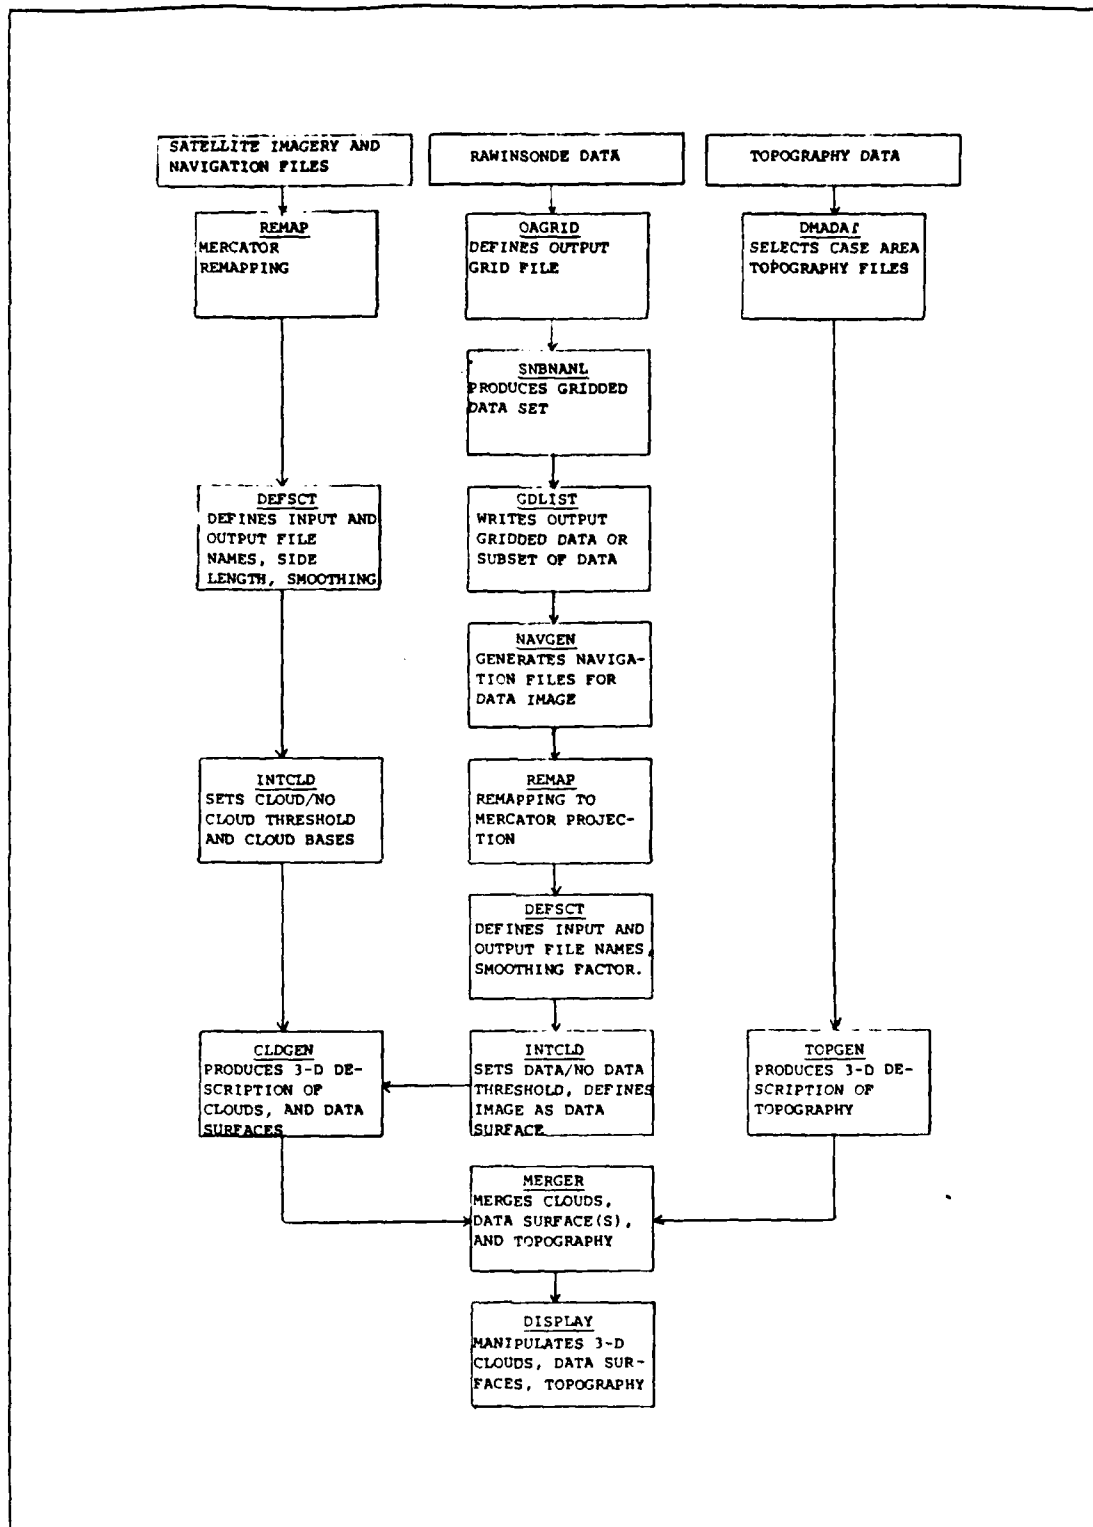 SATELLITE IMAGERY AND
NAVIGATION FILES
RAWINSONDE DATA
TOPOGRAPHY DATA
REMAP
MERCATOR
REMAPPING
OAGRID
DEFINES OUTPUT
GRID FILE
DMADAT
SELECTS CASE AREA
TOPOGRAPHY FILES
SNBNANL
PRODUCES GRIDDED
DATA SET
DEFSCT
DEFINES INPUT AND
OUTPUT FILE
NAMES, SIDE
LENGTH, SMOOTHING
GDLIST
WRITES OUTPUT
GRIDDED DATA OR
SUBSET OF DATA
NAVGEN
GENERATES NAVIGA-
TION FILES FOR
DATA IMAGE
INTCLD
SETS CLOUD/NO
CLOUD THRESHOLD
AND CLOUD BASES
REMAP
REMAPPING TO
MERCATOR PROJEC-
TION
DEFSCT
DEFINES INPUT AND
OUTPUT FILE NAMES,
SMOOTHING FACTOR.
CLDGEN
PRODUCES 3-D DE-
SCRIPTION OF
CLOUDS, AND DATA
SURFACES
INTCLD
SETS DATA/NO DATA
THRESHOLD, DEFINES
IMAGE AS DATA
SURFACE
TOPGEN
PRODUCES 3-D DE-
SCRIPTION OF
TOPOGRAPHY
MERGER
MERGES CLOUDS,
DATA SURFACE(S),
AND TOPOGRAPHY
DISPLAY
MANIPULATES 3-D
CLOUDS, DATA SUR-
FACES, TOPOGRAPHY